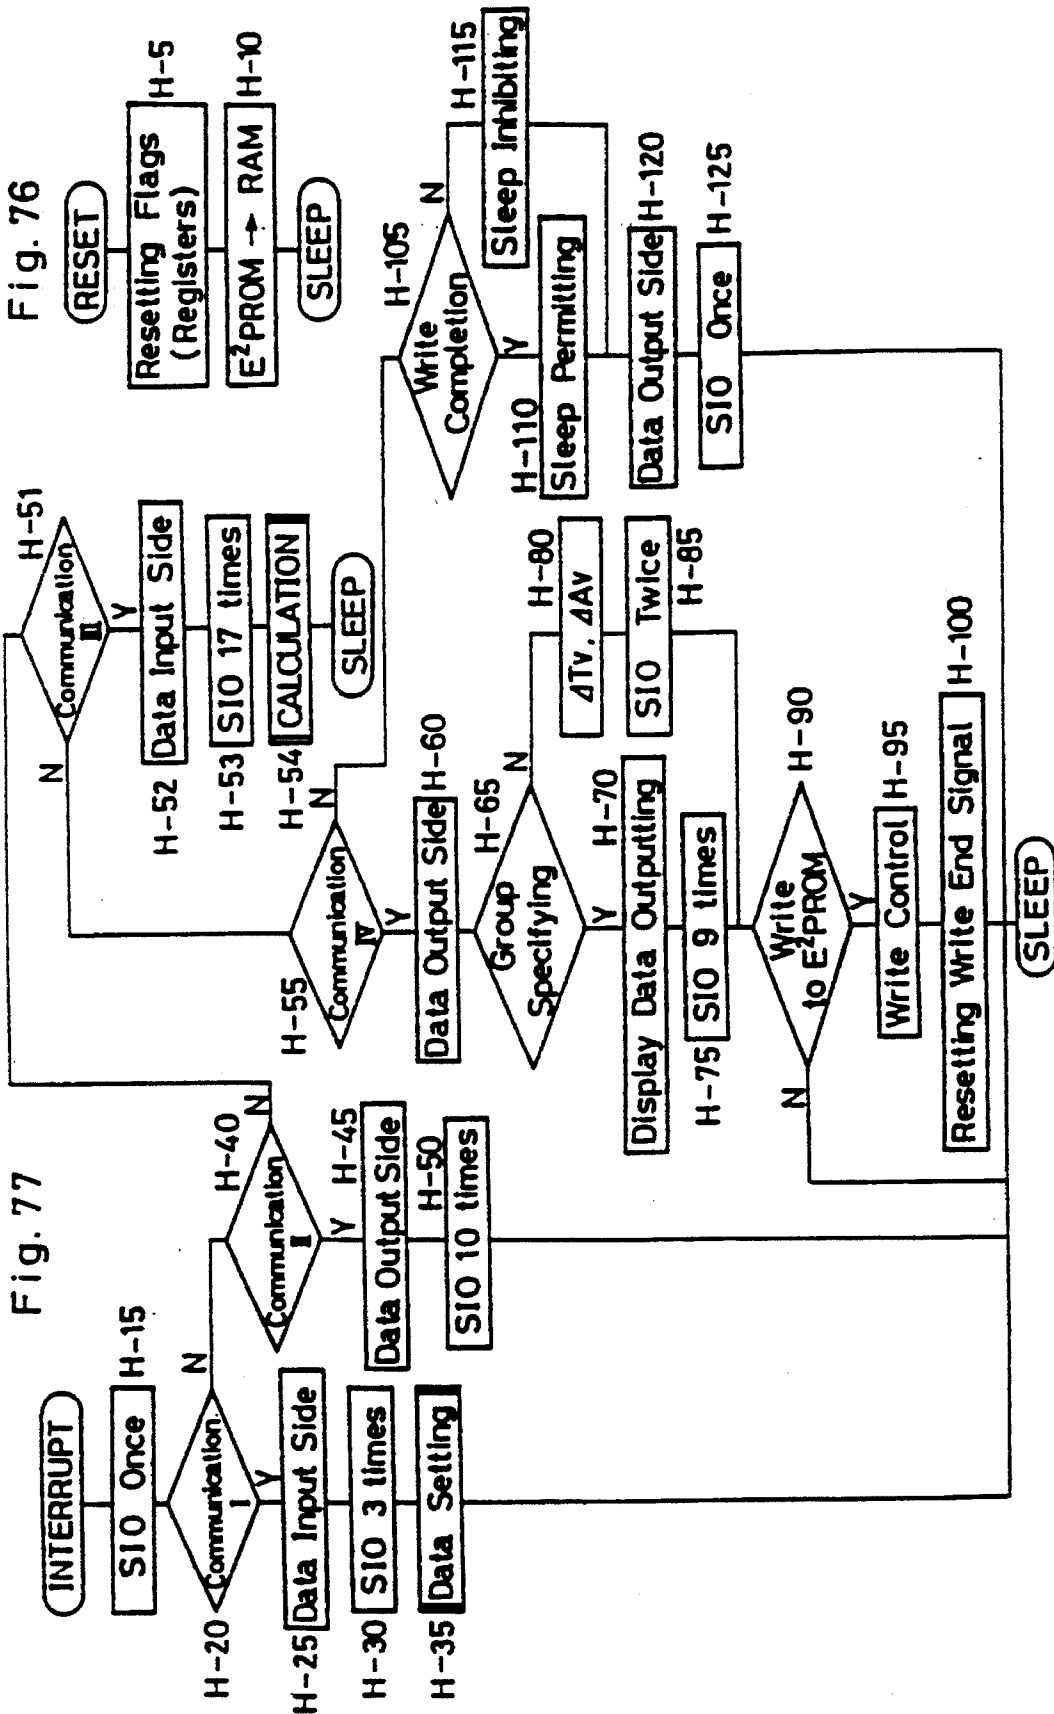 Fig. 76
RESET
Resetting Flags
(Registers)
H-5
E²PROM → RAM
H-10
SLEEP
Fig. 77
INTERRUPT
SIO Once
H-15
H-20
Communication
I
N
Y
H-25
Data Input Side
H-30
SIO 3 times
H-35
Data Setting
H-40
Communication
II
N
Y
H-45
Data Output Side
H-50
SIO 10 times
H-51
Communication
III
N
Y
H-52
Data Input Side
H-53
SIO 17 times
H-54
CALCULATION
SLEEP
H-55
Communication
IV
N
Y
Data Output Side
H-60
Group
Specifying
H-65
N
Y
H-70
Display Data Outputting
H-75
SIO 9 times
H-80
ΔTv, ΔAv
SIO Twice
H-85
Write
to E²PROM
H-90
N
Y
Write Control
H-95
Resetting Write End Signal
H-100
H-105
Write
Completion
N
Y
H-110
Sleep Permitting
H-115
Sleep Inhibiting
Data Output Side
H-120
SIO Once
H-125
SLEEP